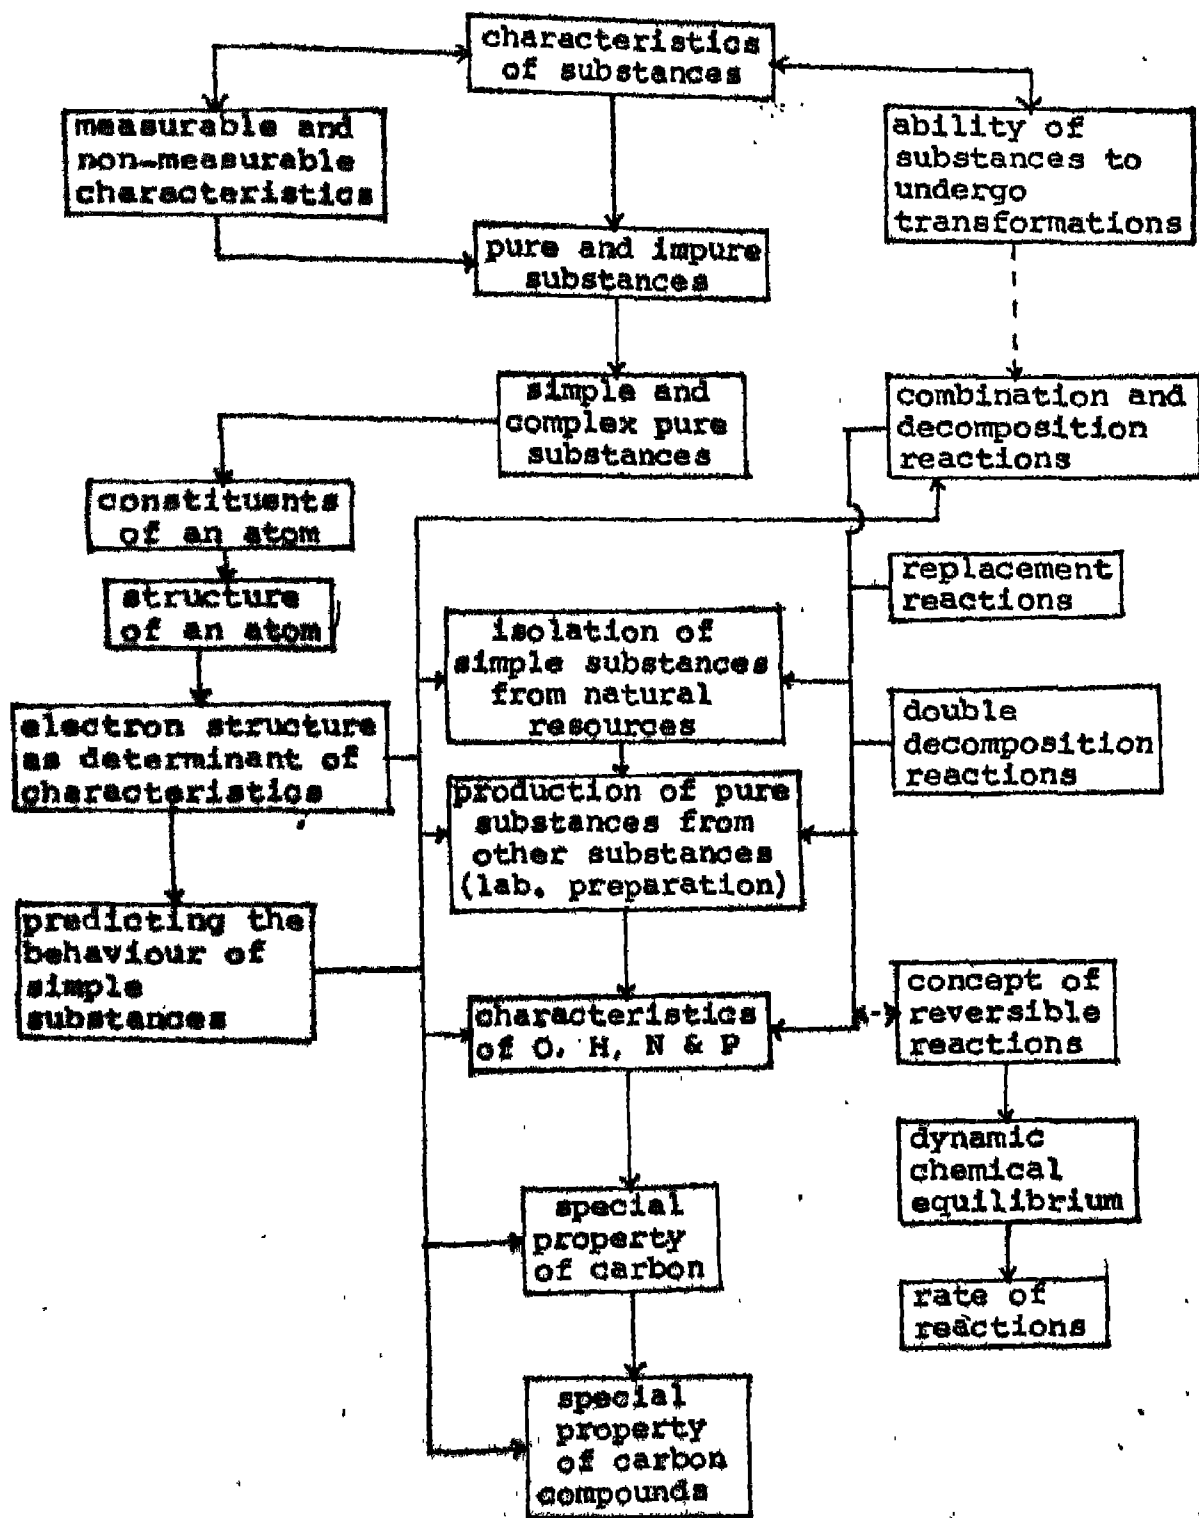 characteristics
of substances
measurable and
non-measurable
characteristics
ability of
substances to
undergo
transformations
pure and impure
substances
simple and
complex pure
substances
combination and
decomposition
reactions
constituents
of an atom
structure
of an atom
replacement
reactions
isolation of
simple substances
from natural
resources
electron structure
as determinant of
characteristics
double
decomposition
reactions
production of pure
substances from
other substances
(lab. preparation)
predicting the
behaviour of
simple
substances
characteristics
of O, H, N & P
concept of
reversible
reactions
dynamic
chemical
equilibrium
special
property
of carbon
rate of
reactions
special
property
of carbon
compounds